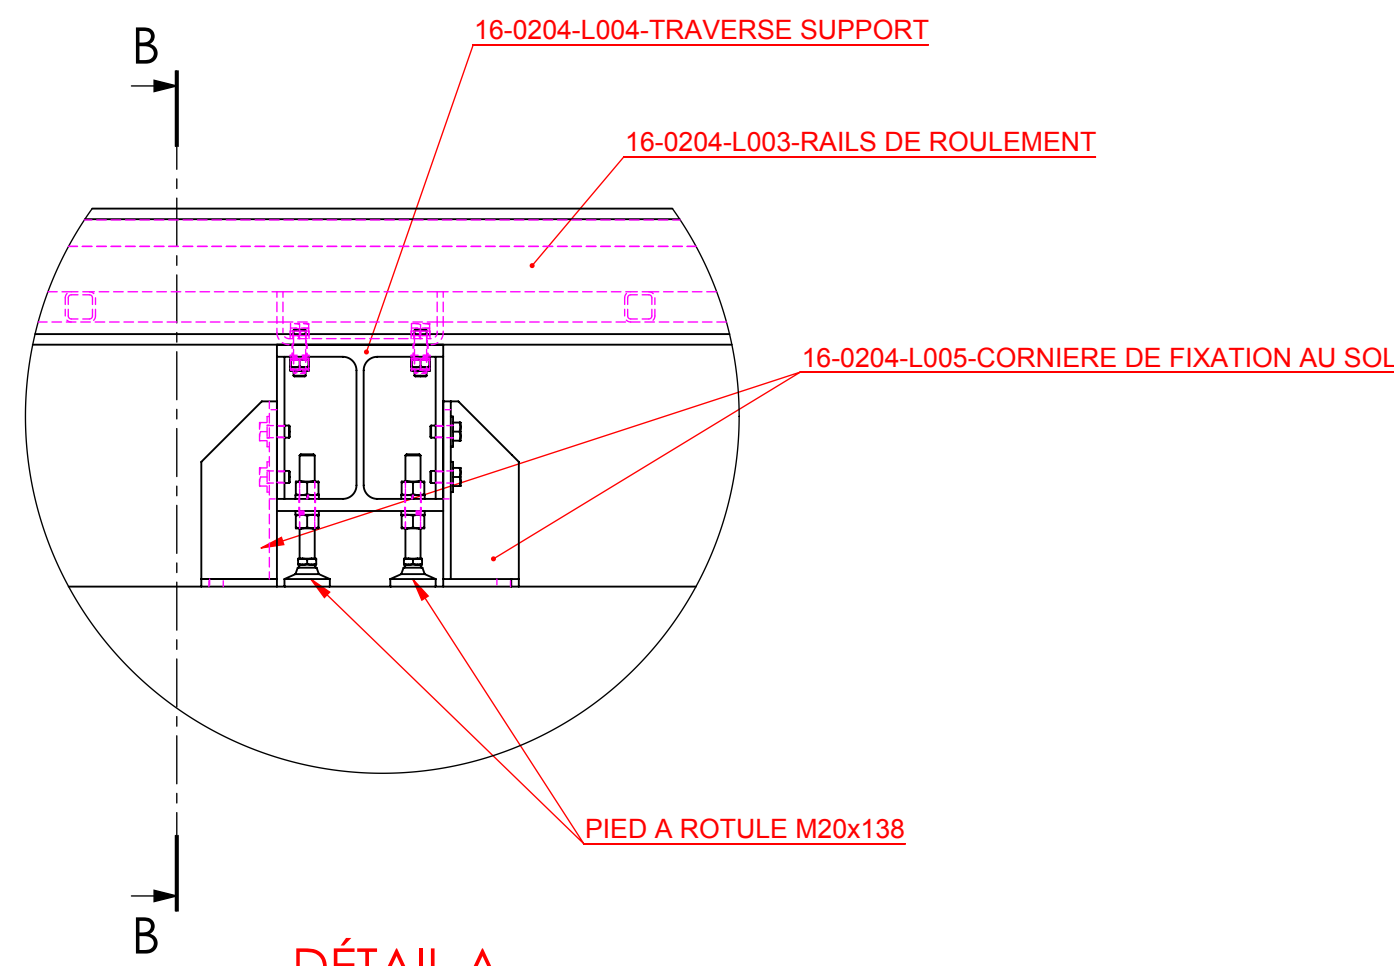 B
16-0204-L004-TRAVERSE SUPPORT
16-0204-L003-RAILS DE ROULEMENT
16-0204-L005-CORNIERE DE FIXATION AU SOL
PIED A ROTULE M20x138
B
DÉTAIL A